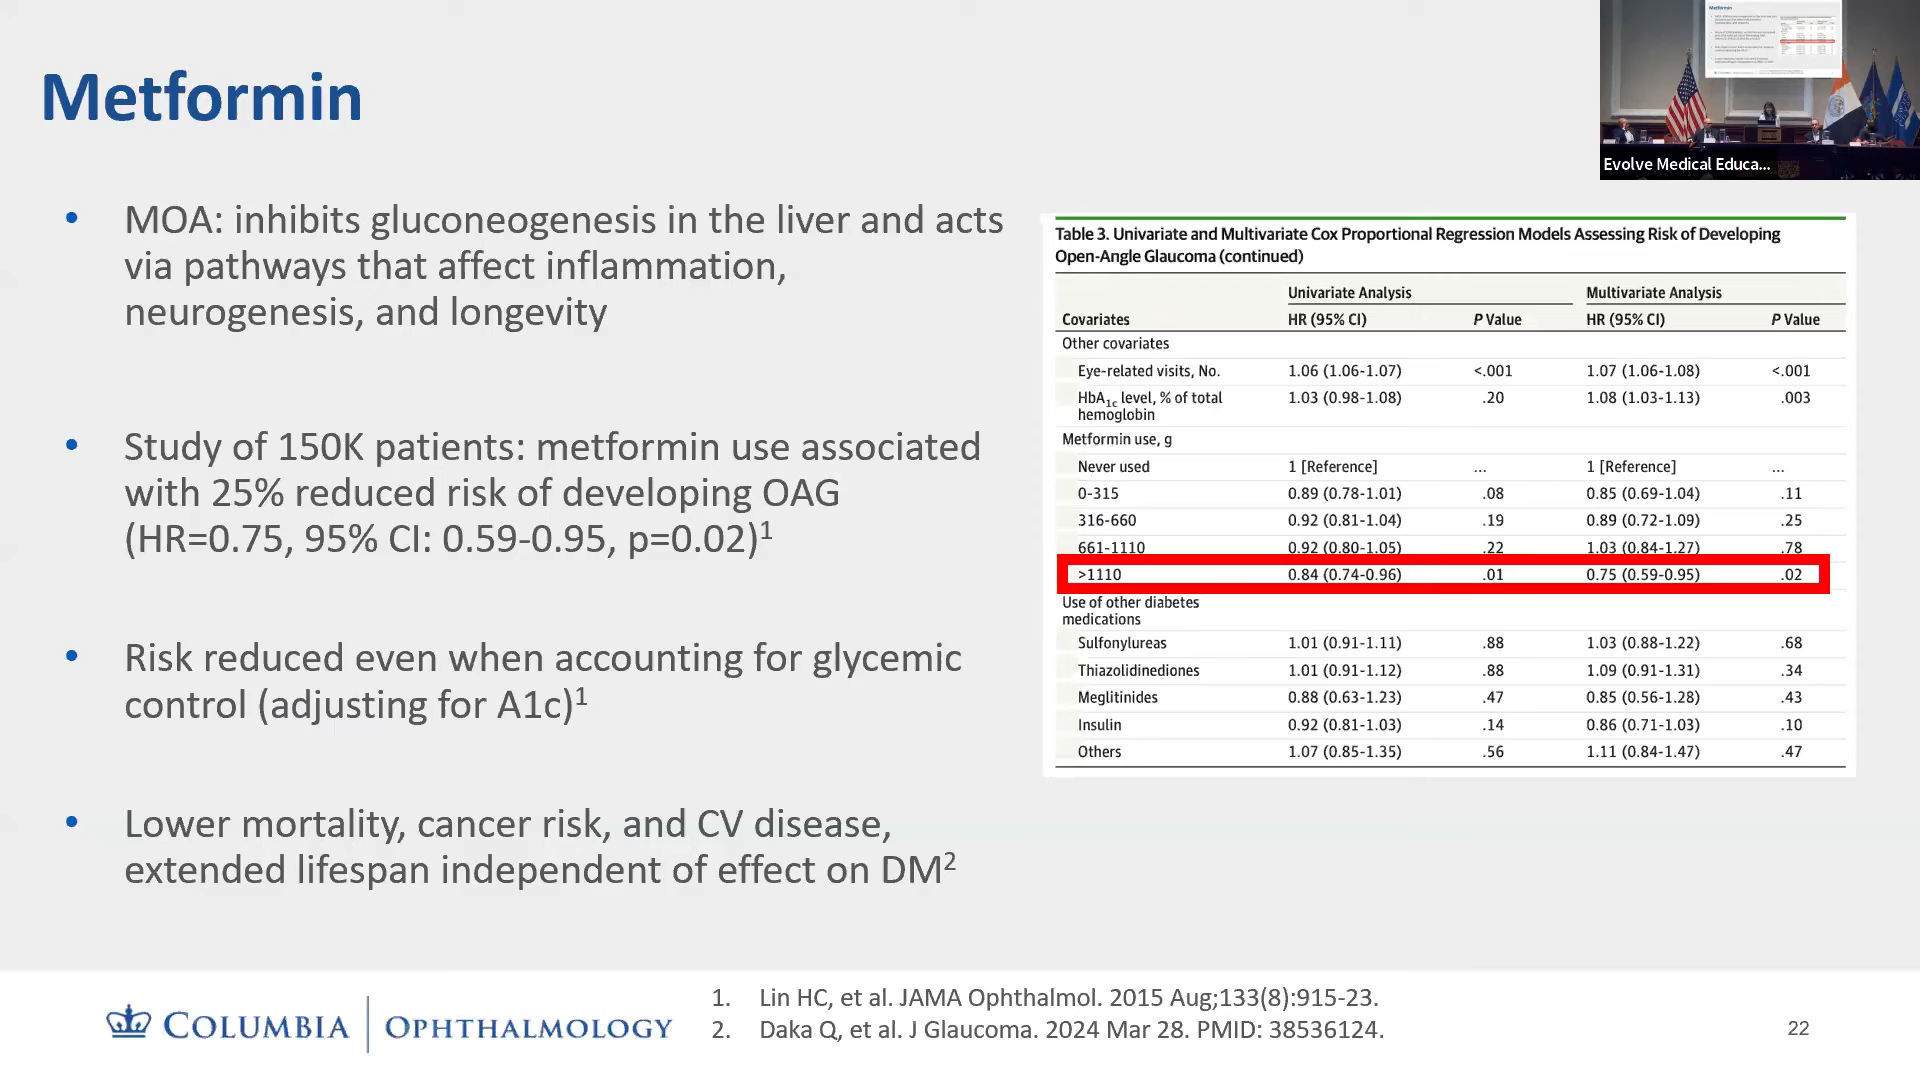 Metformin
• MOA: inhibits gluconeogenesis in the liver and acts
via pathways that affect inflammation,
neurogenesis, and longevity
• Study of 150K patients: metformin use associated
with 25% reduced risk of developing OAG
(HR=0.75, 95% CI: 0.59-0.95, p=0.02)1
• Risk reduced even when accounting for glycemic
control (adjusting for A1c)1
• Lower mortality, cancer risk, and CV disease,
extended lifespan independent of effect on DM2
Evolve Medical Educa...
Table 3. Univariate and Multivariate Cox Proportional Regression Models Assessing Risk of Developing
Open-Angle Glaucoma (continued)
Univariate Analysis Multivariate Analysis
Covariates HR (95% CI) P Value HR (95% CI) P Value
Other covariates
Eye-related visits, No. 1.06 (1.06-1.07) <.001 1.07 (1.06-1.08) <.001
HbA1c level, % of total 1.03 (0.98-1.08) .20 1.08 (1.03-1.13) .003
hemoglobin
Metformin use, g
Never used 1 [Reference] ... 1 [Reference] ...
0-315 0.89 (0.78-1.01) .08 0.85 (0.69-1.04) .11
316-660 0.92 (0.81-1.04) .19 0.89 (0.72-1.09) .25
661-1110 0.92 (0.80-1.05) .22 1.03 (0.84-1.27) .78
>1110 0.84 (0.74-0.96) .01 0.75 (0.59-0.95) .02
Use of other diabetes
medications
Sulfonylureas 1.01 (0.91-1.11) .88 1.03 (0.88-1.22) .68
Thiazolidinediones 1.01 (0.91-1.12) .88 1.09 (0.91-1.31) .34
Meglitinides 0.88 (0.63-1.23) .47 0.85 (0.56-1.28) .43
Insulin 0.92 (0.81-1.03) .14 0.86 (0.71-1.03) .10
Others 1.07 (0.85-1.35) .56 1.11 (0.84-1.47) .47
COLUMBIA | OPHTHALMOLOGY
1. Lin HC, et al. JAMA Ophthalmol. 2015 Aug;133(8):915-23.
2. Daka Q, et al. J Glaucoma. 2024 Mar 28. PMID: 38536124.
22